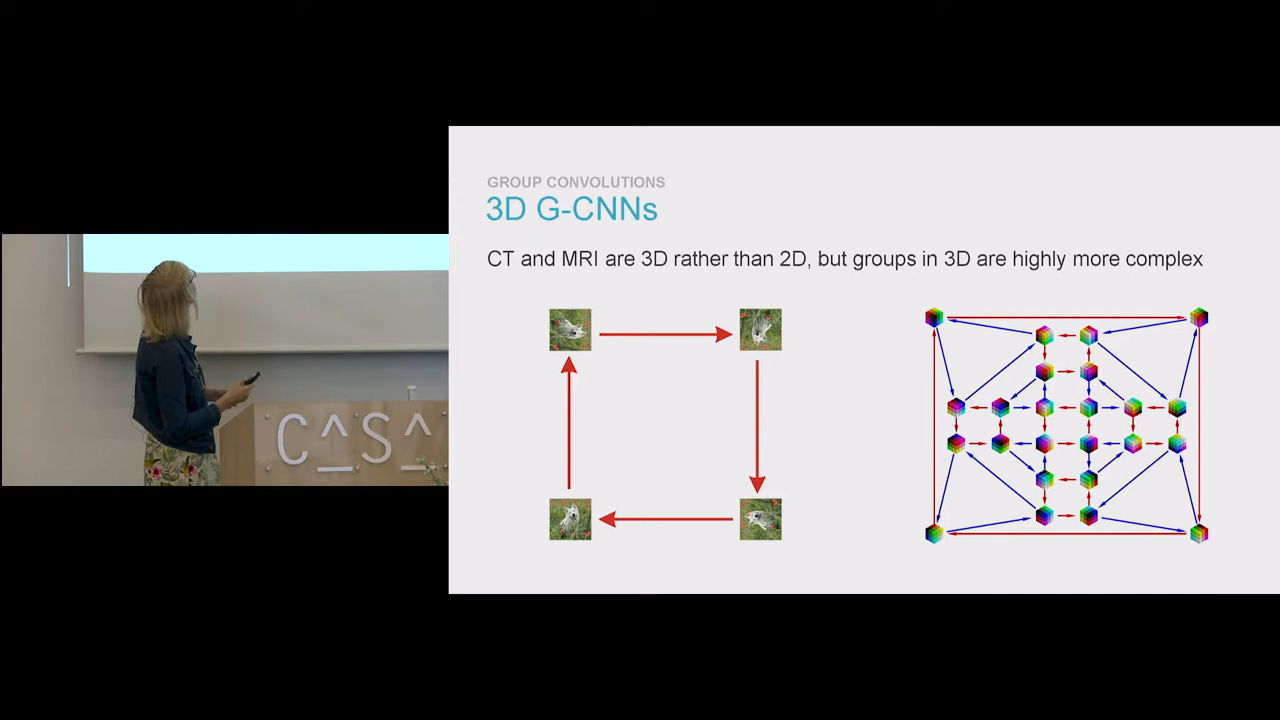 GROUP CONVOLUTIONS
3D G-CNNs
CT and MRI are 3D rather than 2D, but groups in 3D are highly more complex
C^S^